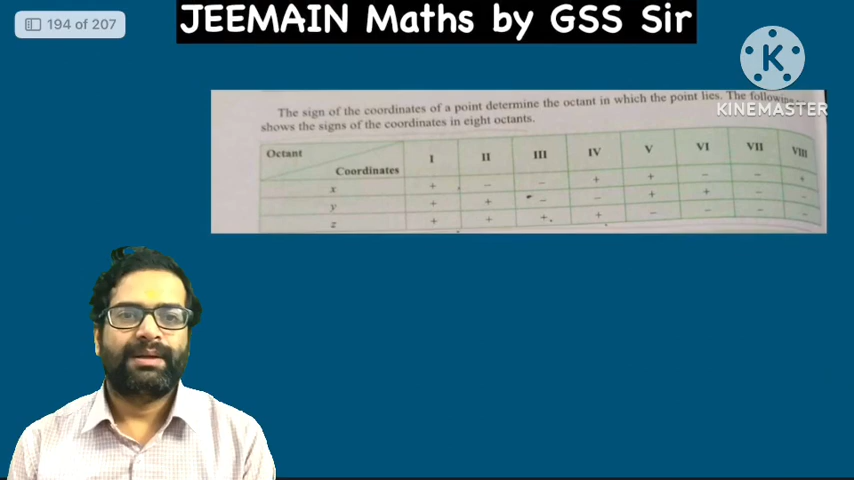 194 of 207
JEEMAIN Maths by GSS Sir
K
KINEMASTER
The sign of the coordinates of a point determine the octant in which the point lies. The following
shows the signs of the coordinates in eight octants.
Octant I II III IV V VI VII VIII
Coordinates
x + – – + + – – +
y + + – – + + – –
z + + + + – – – –